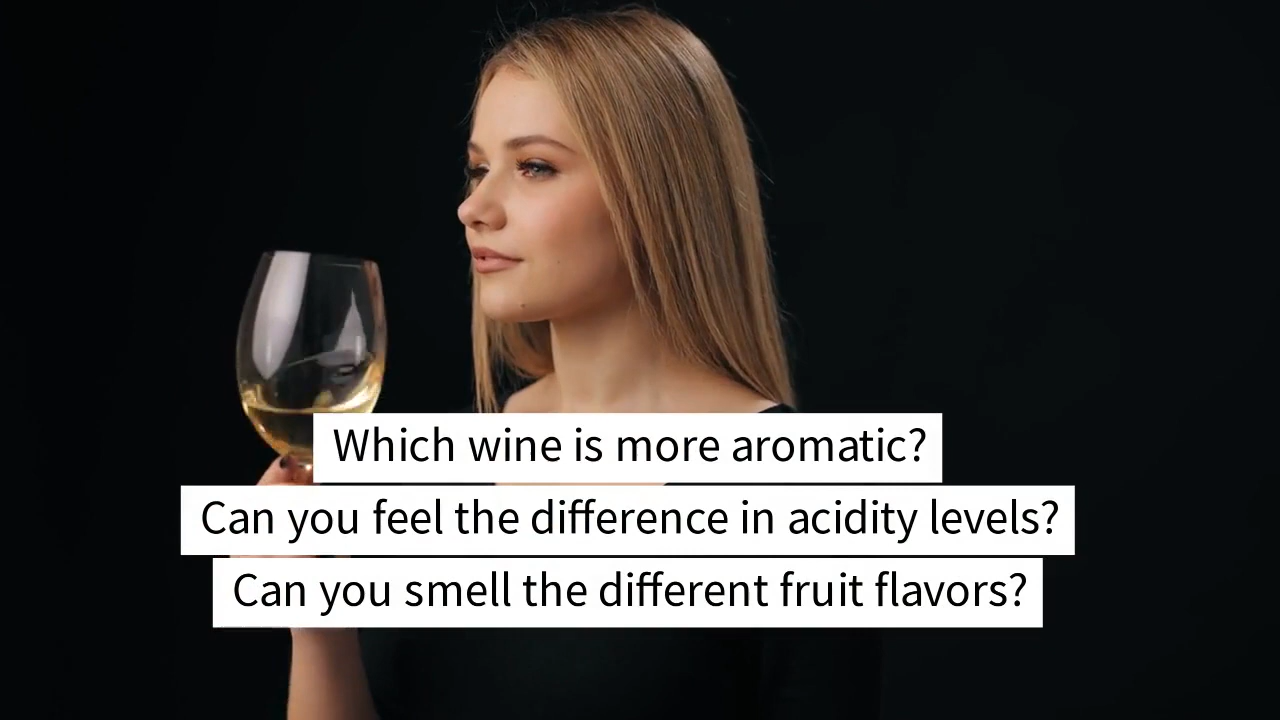 Which wine is more aromatic?
Can you feel the difference in acidity levels?
Can you smell the different fruit flavors?